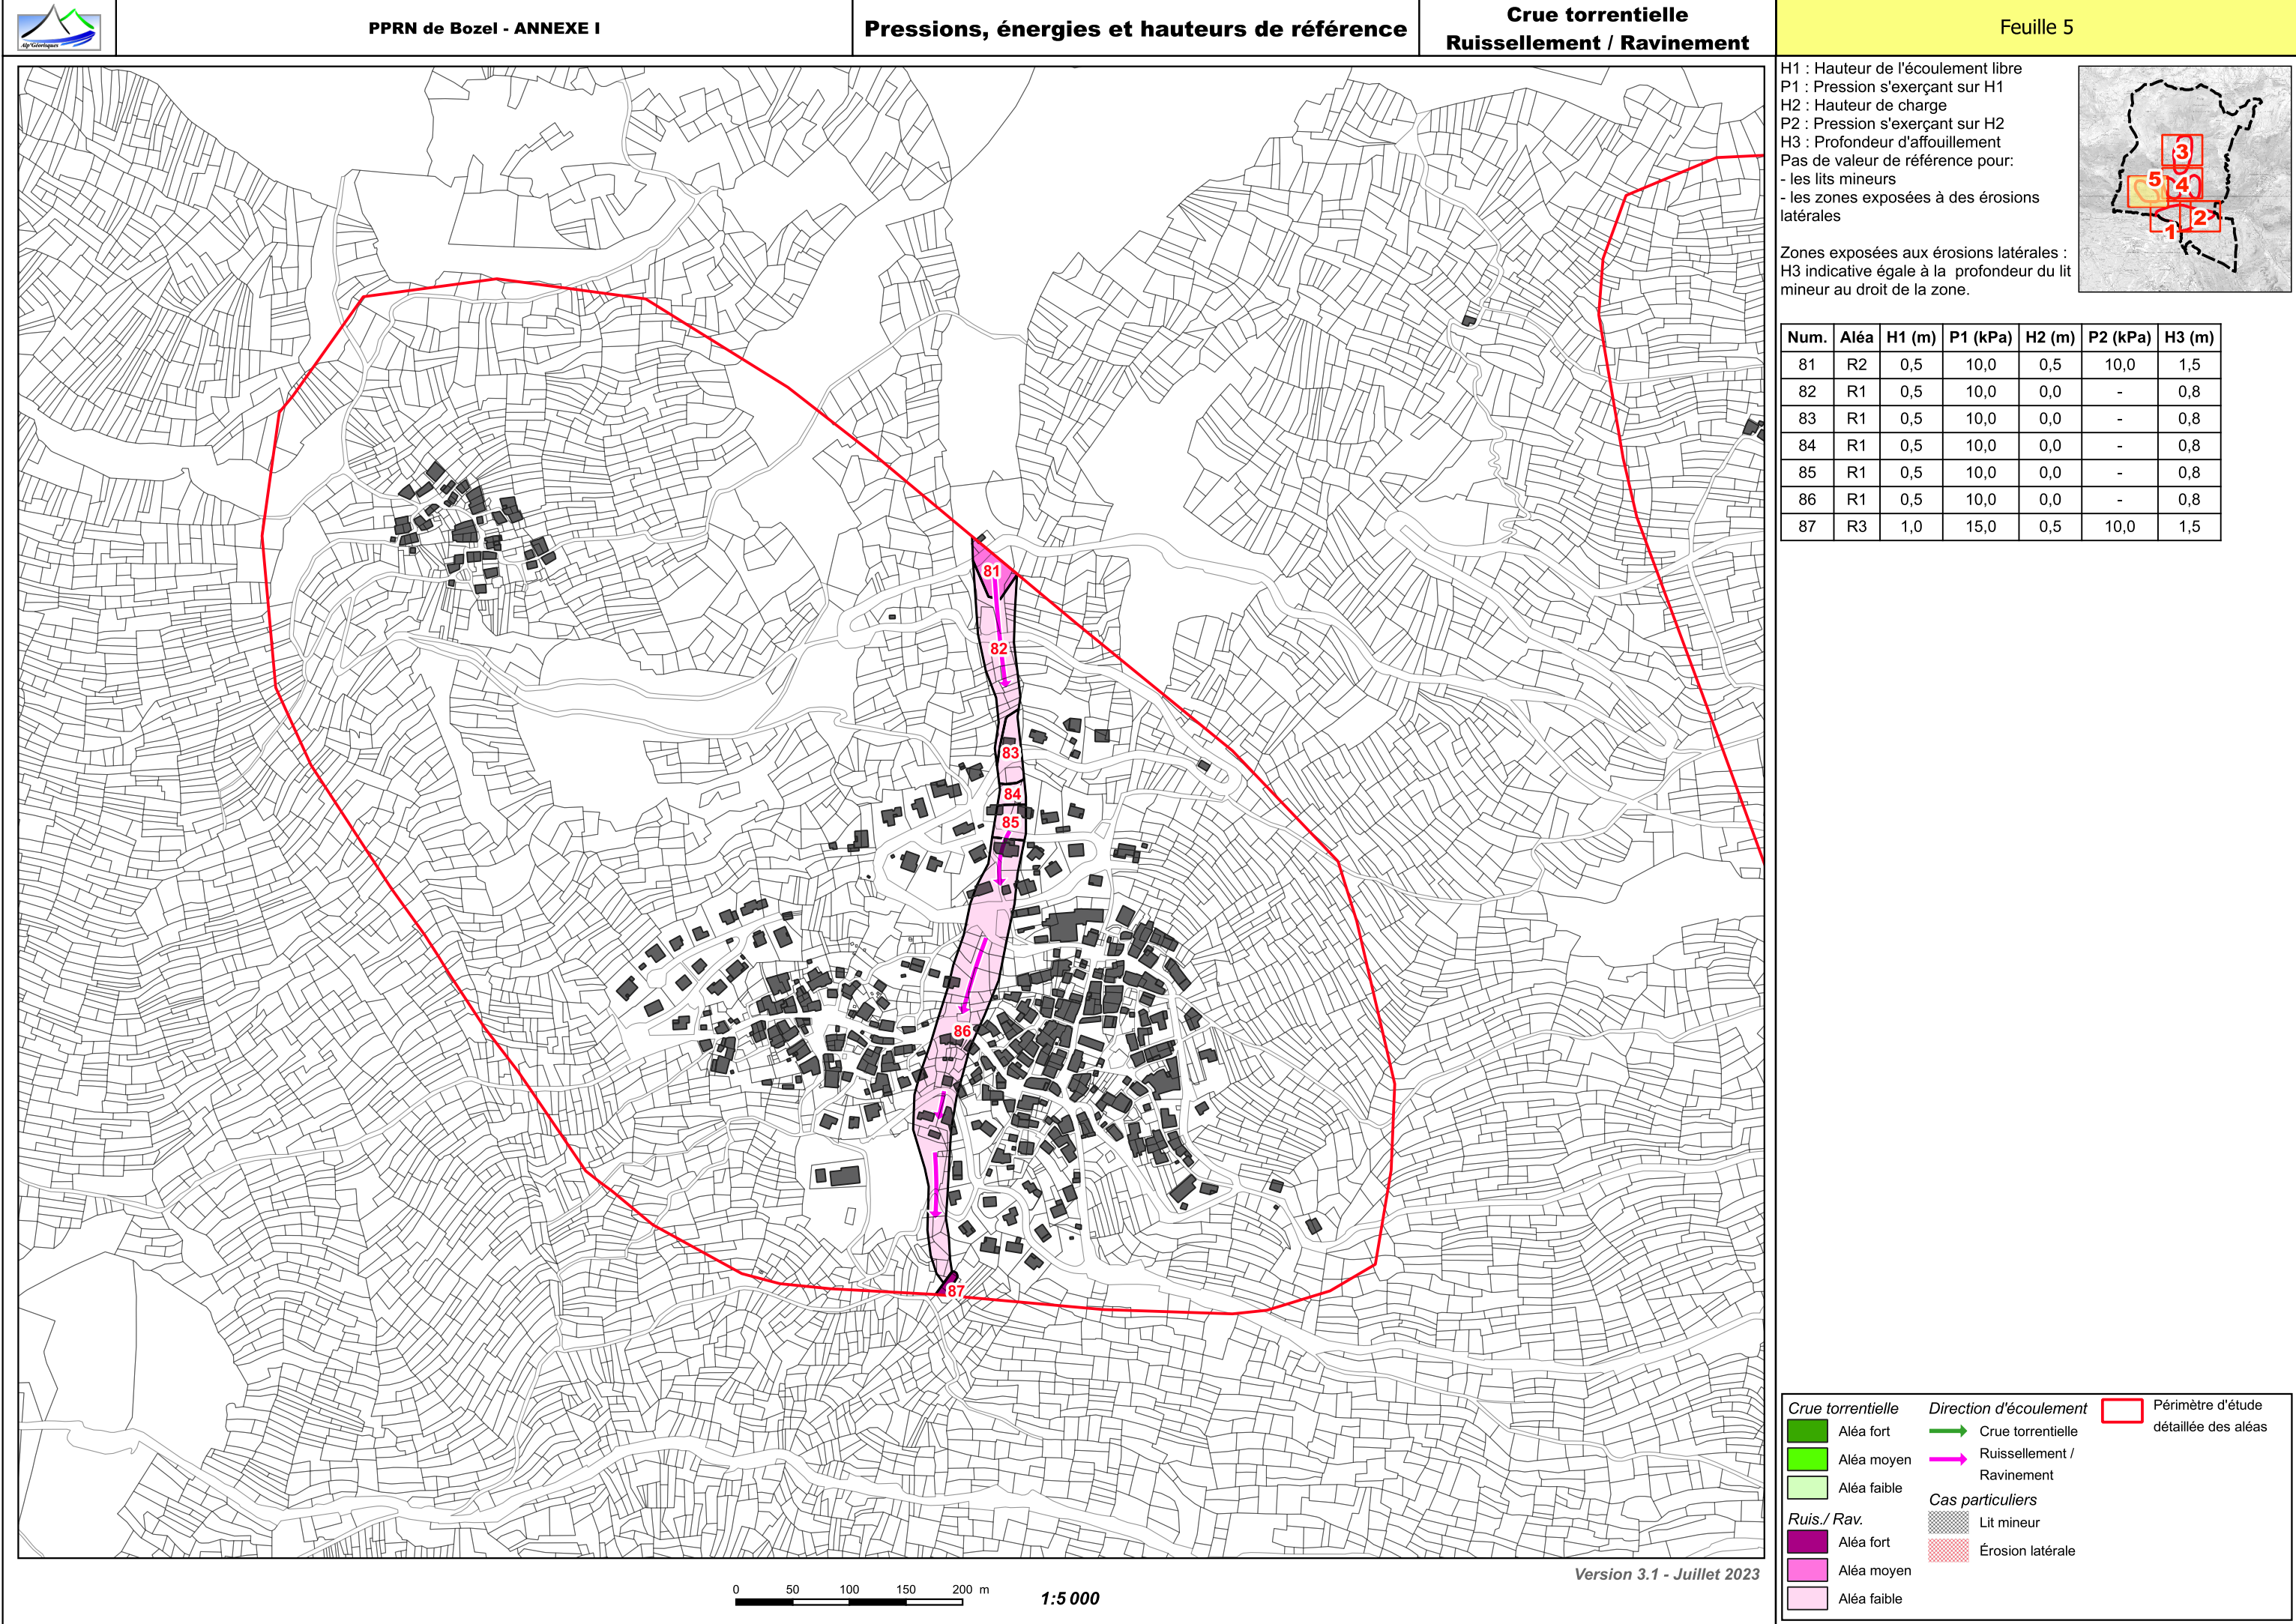 Alp'Géorisques
PPRN de Bozel - ANNEXE I
Pressions, énergies et hauteurs de référence
Crue torrentielle
Ruissellement / Ravinement
Feuille 5
H1 : Hauteur de l'écoulement libre
P1 : Pression s'exerçant sur H1
H2 : Hauteur de charge
P2 : Pression s'exerçant sur H2
H3 : Profondeur d'affouillement
Pas de valeur de référence pour:
- les lits mineurs
- les zones exposées à des érosions
latérales
Zones exposées aux érosions latérales :
H3 indicative égale à la profondeur du lit
mineur au droit de la zone.
3
5 4
2
1
Num. Aléa H1 (m) P1 (kPa) H2 (m) P2 (kPa) H3 (m)
81 R2 0,5 10,0 0,5 10,0 1,5
82 R1 0,5 10,0 0,0 - 0,8
83 R1 0,5 10,0 0,0 - 0,8
84 R1 0,5 10,0 0,0 - 0,8
85 R1 0,5 10,0 0,0 - 0,8
86 R1 0,5 10,0 0,0 - 0,8
87 R3 1,0 15,0 0,5 10,0 1,5
81
82
83
84
85
86
87
Crue torrentielle
Aléa fort
Aléa moyen
Aléa faible
Ruis./ Rav.
Aléa fort
Aléa moyen
Aléa faible
Direction d'écoulement
Crue torrentielle
Ruissellement /
Ravinement
Cas particuliers
Lit mineur
Érosion latérale
Périmètre d'étude
détaillée des aléas
Version 3.1 - Juillet 2023
0 50 100 150 200 m
1:5 000